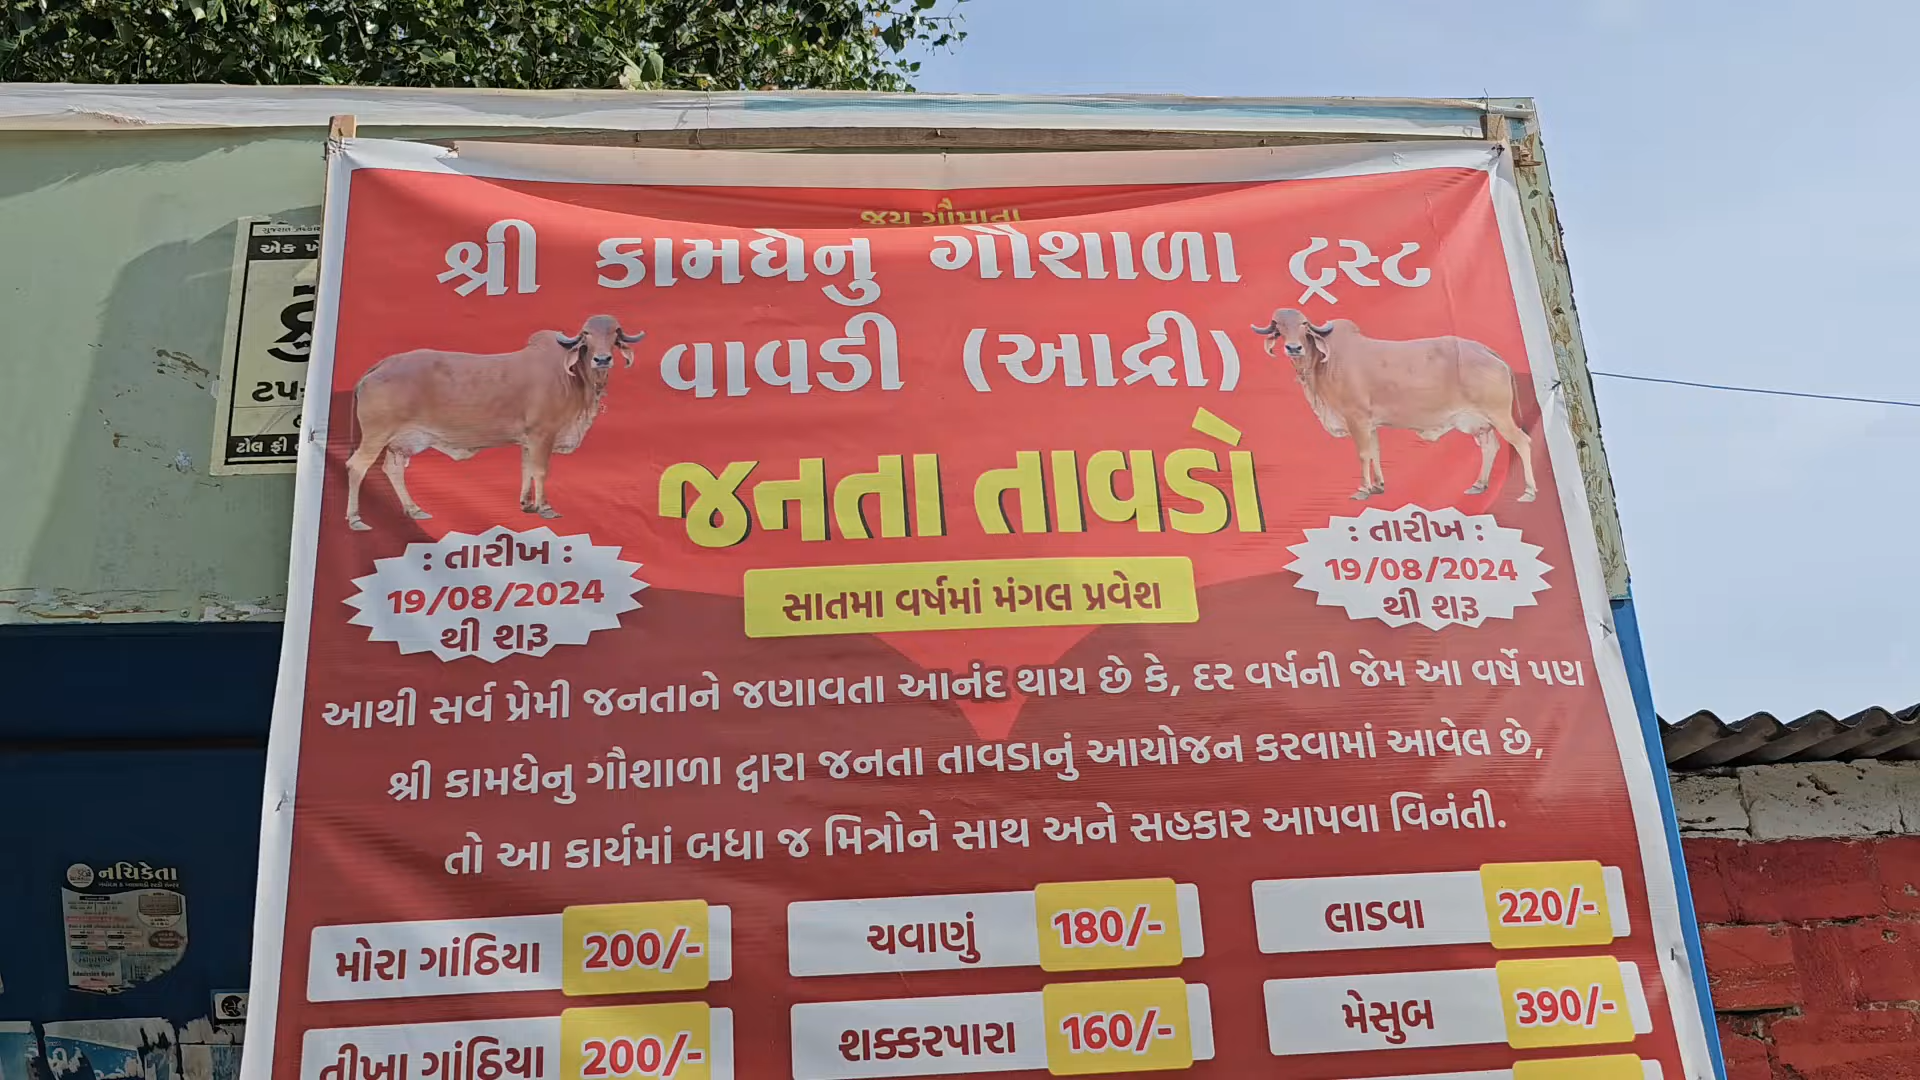 જય ગૌમાતા
શ્રી કામધેનુ ગૌશાળા ટ્રસ્ટ
વાવડી (આદ્રી)
જનતા તાવડો
: તારીખ :
19/08/2024
થી શરૂ
: તારીખ :
19/08/2024
થી શરૂ
સાતમા વર્ષમાં મંગલ પ્રવેશ
આથી સર્વ પ્રેમી જનતાને જણાવતા આનંદ થાય છે કે, દર વર્ષની જેમ આ વર્ષે પણ
શ્રી કામધેનુ ગૌશાળા દ્વારા જનતા તાવડાનું આયોજન કરવામાં આવેલ છે,
તો આ કાર્યમાં બધા જ મિત્રોને સાથ અને સહકાર આપવા વિનંતી.
મોરા ગાંઠિયા 200/-
ચવાણું 180/-
લાડવા 220/-
તીખા ગાંઠિયા 200/-
શક્કરપારા 160/-
મેસુબ 390/-
એક
ટપ
ટોલ ફ્રી
નચિકેતા